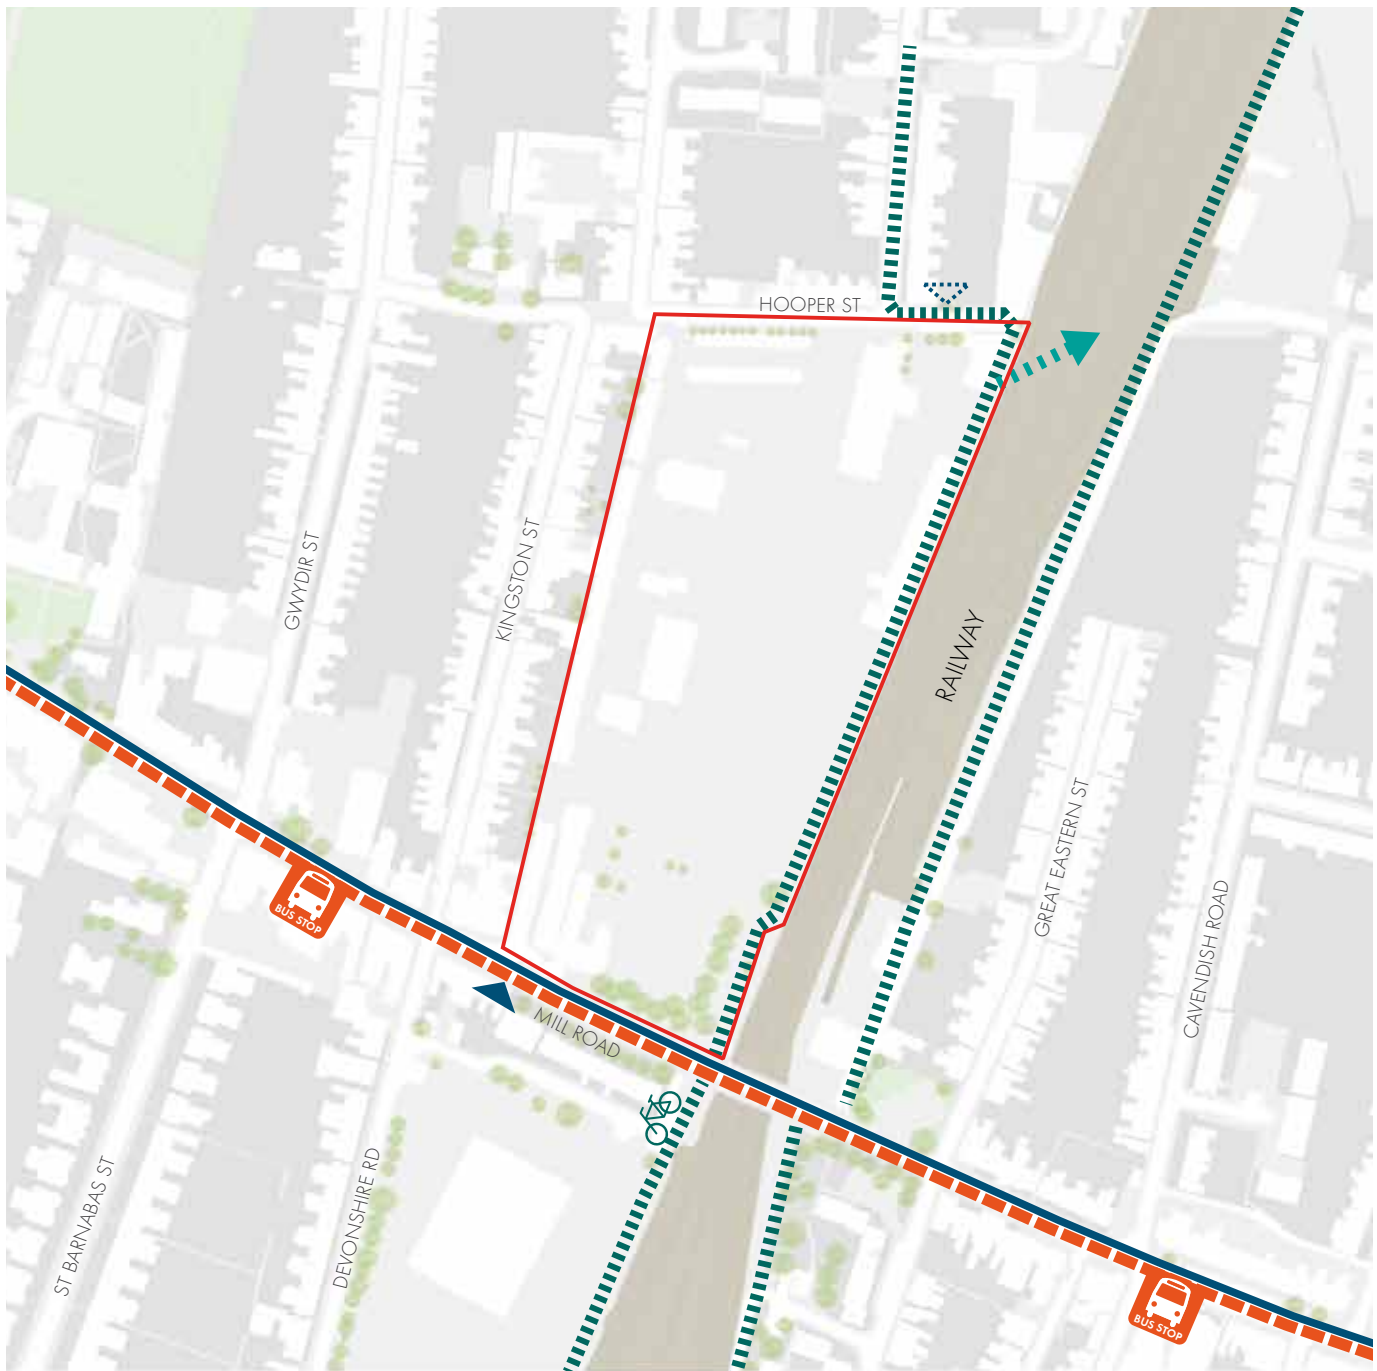 HOOPER ST
GWYDIR ST
KINGSTON ST
RAILWAY
GREAT EASTERN ST
CAVENDISH ROAD
BUS STOP
MILL ROAD
DEVONSHIRE RD
ST BARNABAS ST
BUS STOP